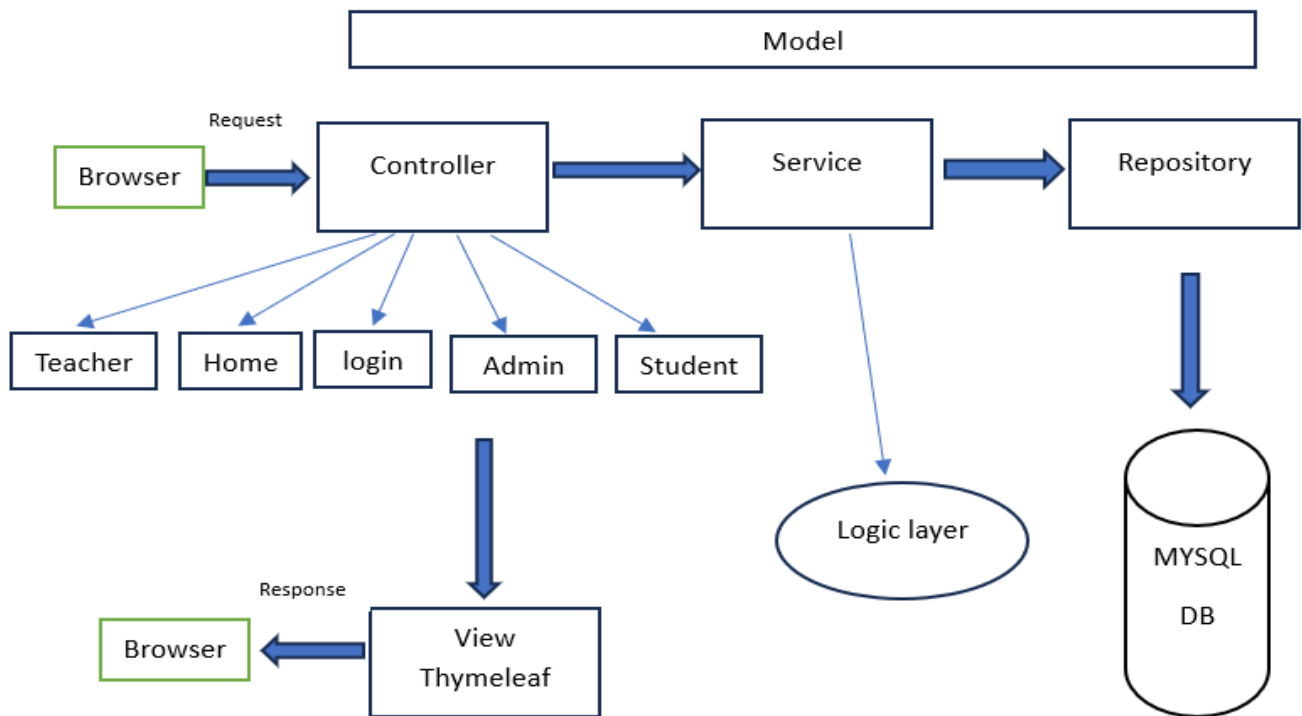 Model
Request
Browser
Controller
Service
Repository
Teacher
Home
login
Admin
Student
Logic layer
MYSQL
DB
Response
Browser
View
Thymeleaf